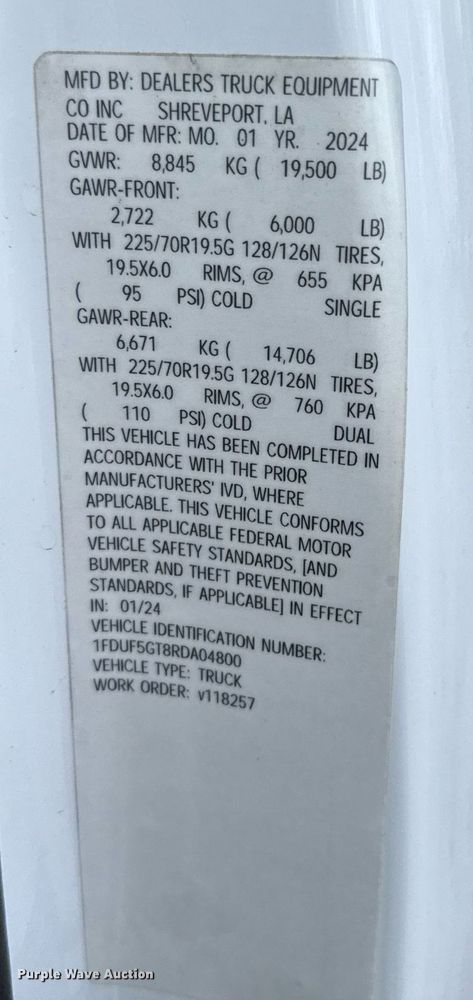 MFD BY: DEALERS TRUCK EQUIPMENT
CO INC SHREVEPORT, LA
DATE OF MFR: MO. 01 YR. 2024
GVWR: 8,845 KG ( 19,500 LB)
GAWR-FRONT:
2,722 KG ( 6,000 LB)
WITH 225/70R19.5G 128/126N TIRES,
19.5X6.0 RIMS, @ 655 KPA
( 95 PSI) COLD SINGLE
GAWR-REAR:
6,671 KG ( 14,706 LB)
WITH 225/70R19.5G 128/126N TIRES,
19.5X6.0 RIMS, @ 760 KPA
( 110 PSI) COLD DUAL
THIS VEHICLE HAS BEEN COMPLETED IN
ACCORDANCE WITH THE PRIOR
MANUFACTURERS' IVD, WHERE
APPLICABLE. THIS VEHICLE CONFORMS
TO ALL APPLICABLE FEDERAL MOTOR
VEHICLE SAFETY STANDARDS, [AND
BUMPER AND THEFT PREVENTION
STANDARDS, IF APPLICABLE] IN EFFECT
IN: 01/24
VEHICLE IDENTIFICATION NUMBER:
1FDUF5GT8RDA04800
VEHICLE TYPE: TRUCK
WORK ORDER: v118257
Purple Wave Auction